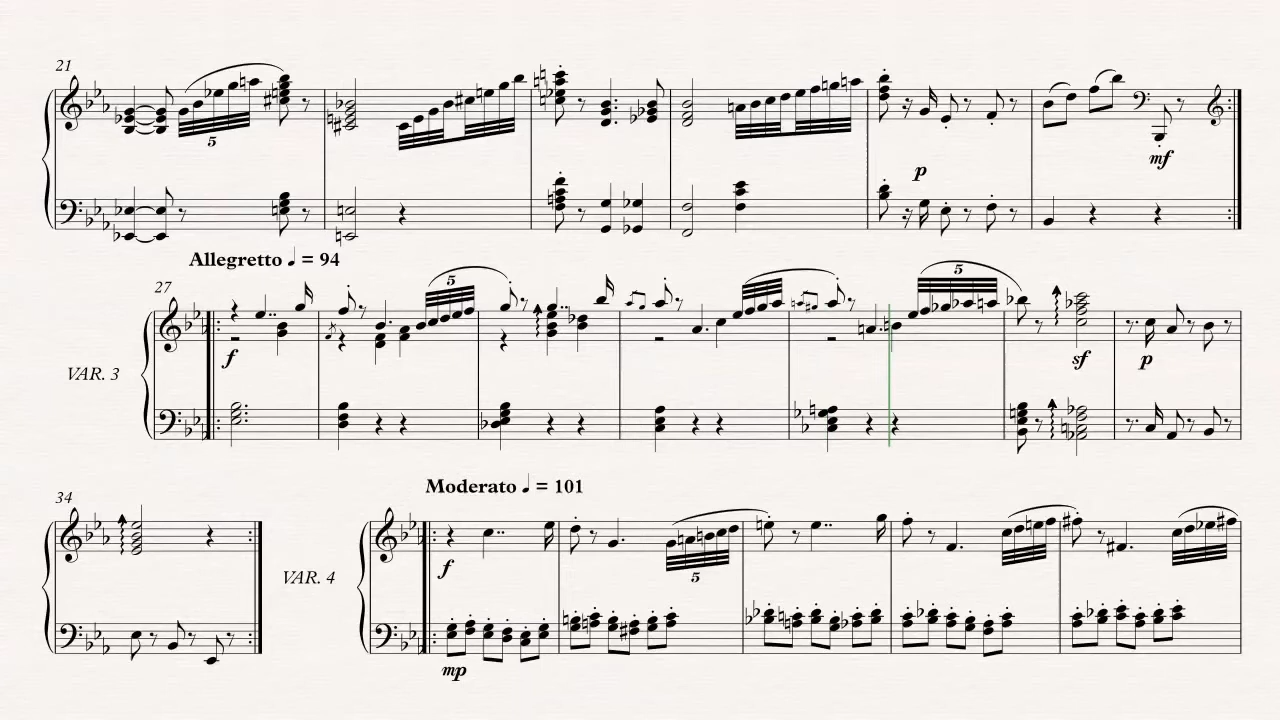 21
5
p
mf
Allegretto ♩ = 94
27
5
5
VAR. 3
f
sf
p
Moderato ♩ = 101
34
VAR. 4
f
5
mp